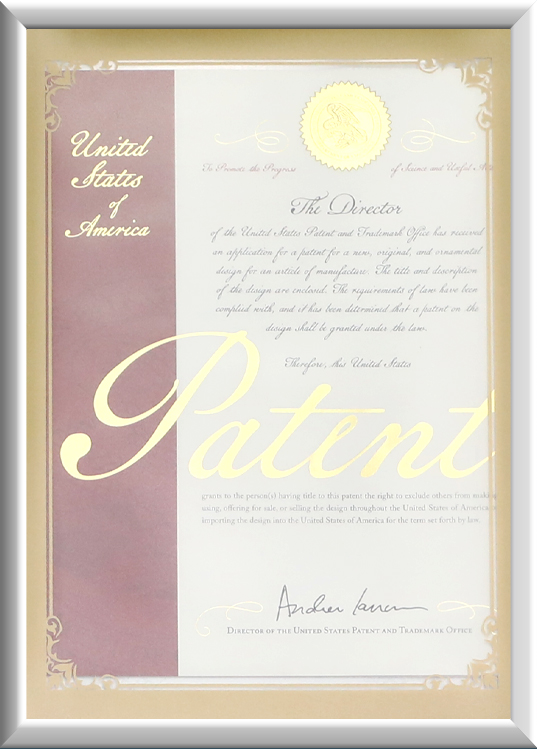 United
States
of
America
To Promote the Progress of Science and Useful
The Director
of the United States Patent and Trademark Office has received
an application for a patent for a new, original, and ornamental
design for an article of manufacture. The title and description
of the design are enclosed. The requirements of law have been
complied with, and it has been determined that a patent on the
design shall be granted under the law.
Therefore, this United States
Patent
grants to the person(s) having title to this patent the right to exclude others from
using, offering for sale, or selling the design throughout the United States of America,
importing the design into the United States of America for the term set forth by law.
DIRECTOR OF THE UNITED STATES PATENT AND TRADEMARK OFFICE